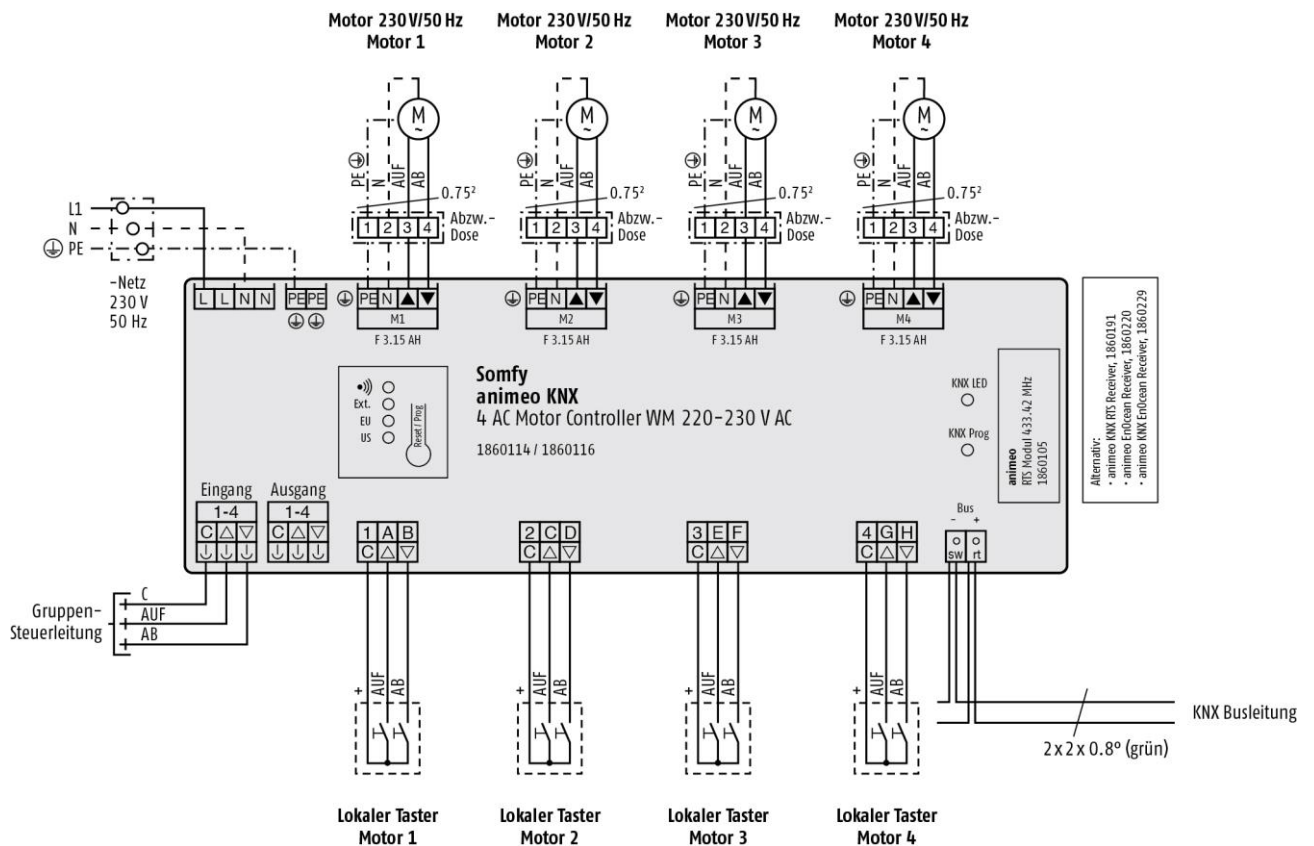 Motor 230 V/50 Hz
Motor 1
Motor 230 V/50 Hz
Motor 2
Motor 230 V/50 Hz
Motor 3
Motor 230 V/50 Hz
Motor 4
M
~
M
~
M
~
M
~
PE N AUF AB
PE N AUF AB
PE N AUF AB
PE N AUF AB
0.75²
0.75²
0.75²
0.75²
1 2 3 4
Abzw.-
Dose
1 2 3 4
Abzw.-
Dose
1 2 3 4
Abzw.-
Dose
1 2 3 4
Abzw.-
Dose
L1
N
PE
~Netz
230 V
50 Hz
L L N N
PE PE
PE N ▲ ▼
M1
F 3.15 AH
PE N ▲ ▼
M2
F 3.15 AH
PE N ▲ ▼
M3
F 3.15 AH
PE N ▲ ▼
M4
F 3.15 AH
Ext.
EU
US
Reset / Prog
Somfy
animeo KNX
4 AC Motor Controller WM 220-230 V AC
1860114 / 1860116
KNX LED
KNX Prog
animeo
RTS Modul 433.42 MHz
1860105
Alternativ:
· animeo KNX RTS Receiver, 1860191
· animeo EnOcean Receiver, 1860220
· animeo KNX EnOcean Receiver, 1860229
Eingang
1-4
C △ ▽
Ausgang
1-4
C △ ▽
1 A B
C △ ▽
2 C D
C △ ▽
3 E F
C △ ▽
4 G H
C △ ▽
Bus
- +
sw rt
Gruppen-
Steuerleitung
C
AUF
AB
+ AUF AB
+ AUF AB
+ AUF AB
+ AUF AB
KNX Busleitung
2 x 2 x 0.8º (grün)
Lokaler Taster
Motor 1
Lokaler Taster
Motor 2
Lokaler Taster
Motor 3
Lokaler Taster
Motor 4